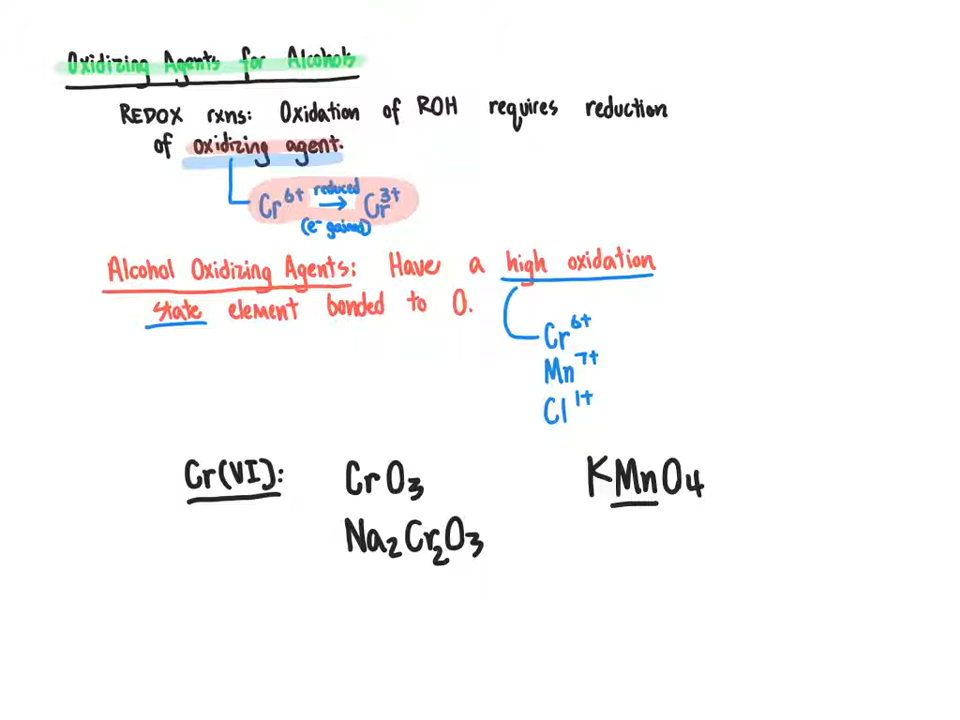 Oxidizing Agents for Alcohols
REDOX rxns: Oxidation of ROH requires reduction
of oxidizing agent.
Cr⁶⁺ reduced → Cr³⁺
(e⁻ gained)
Alcohol Oxidizing Agents: Have a high oxidation
state element bonded to O.
Cr⁶⁺
Mn⁷⁺
Cl¹⁺
Cr(VI): CrO₃ KMnO₄
Na₂Cr₂O₃